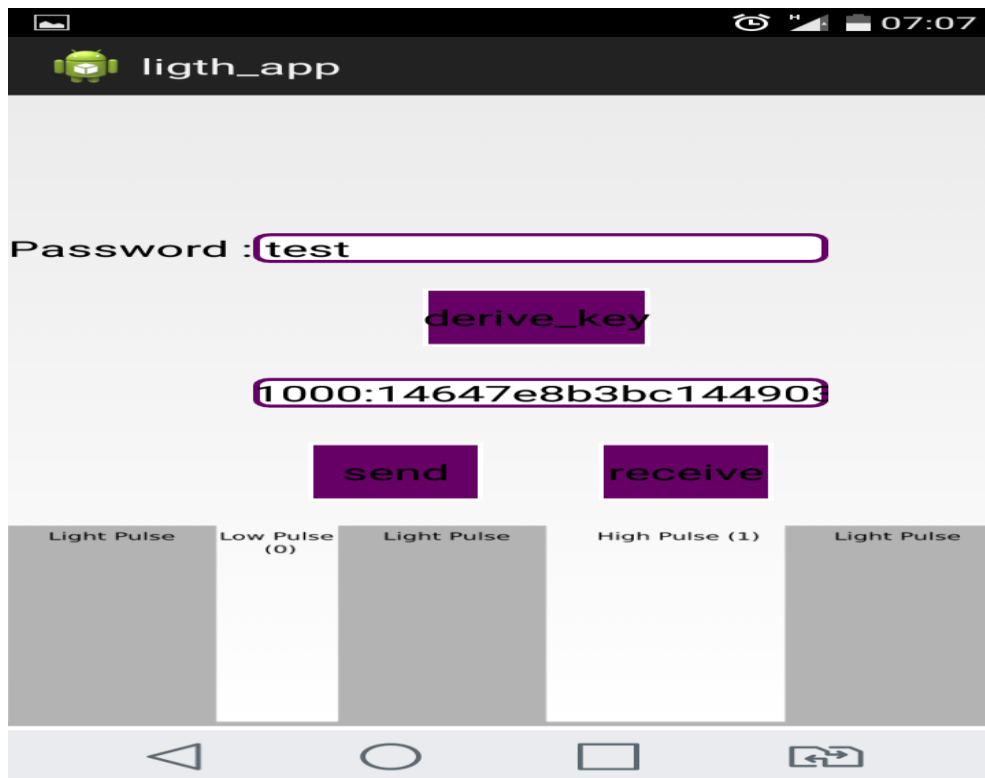 H 07:07
ligth_app
Password : test
derive_key
1000:14647e8b3bc144903
send receive
Light Pulse Low Pulse Light Pulse High Pulse (1) Light Pulse
(0)